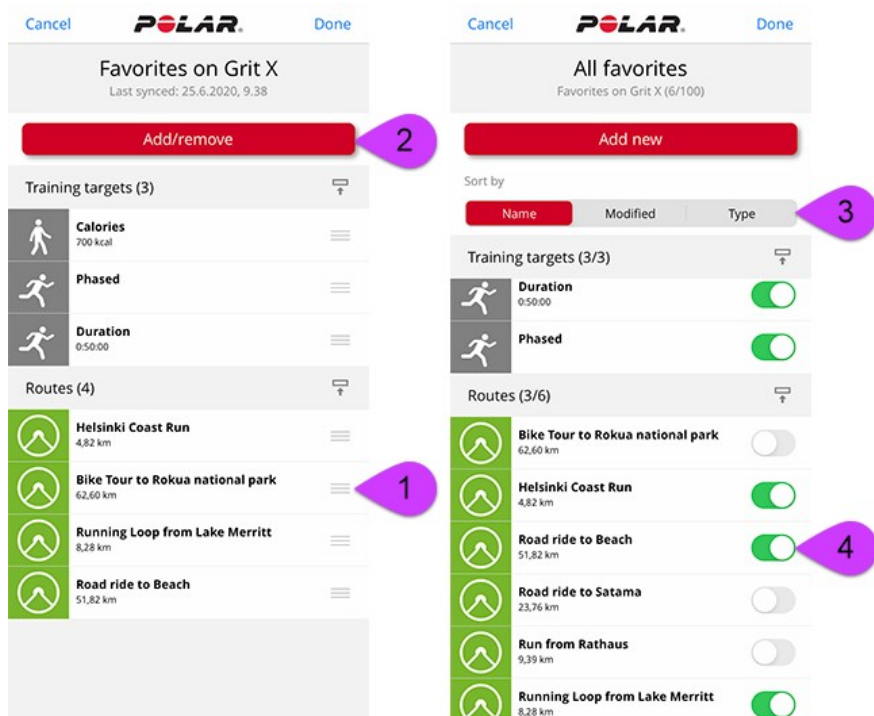 Cancel
POLAR.
Done
Favorites on Grit X
Last synced: 25.6.2020, 9.38
Add/remove
2
Training targets (3)
Calories
700 kcal
Phased
Duration
0:50:00
Routes (4)
Helsinki Coast Run
4,82 km
Bike Tour to Rokua national park
62,60 km
1
Running Loop from Lake Merritt
8,28 km
Road ride to Beach
51,82 km
Cancel
POLAR.
Done
All favorites
Favorites on Grit X (6/100)
Add new
Sort by
Name
Modified
Type
3
Training targets (3/3)
Duration
0:50:00
Phased
Routes (3/6)
Bike Tour to Rokua national park
62,60 km
Helsinki Coast Run
4,82 km
Road ride to Beach
51,82 km
4
Road ride to Satama
23,76 km
Run from Rathaus
9,39 km
Running Loop from Lake Merritt
8,28 km